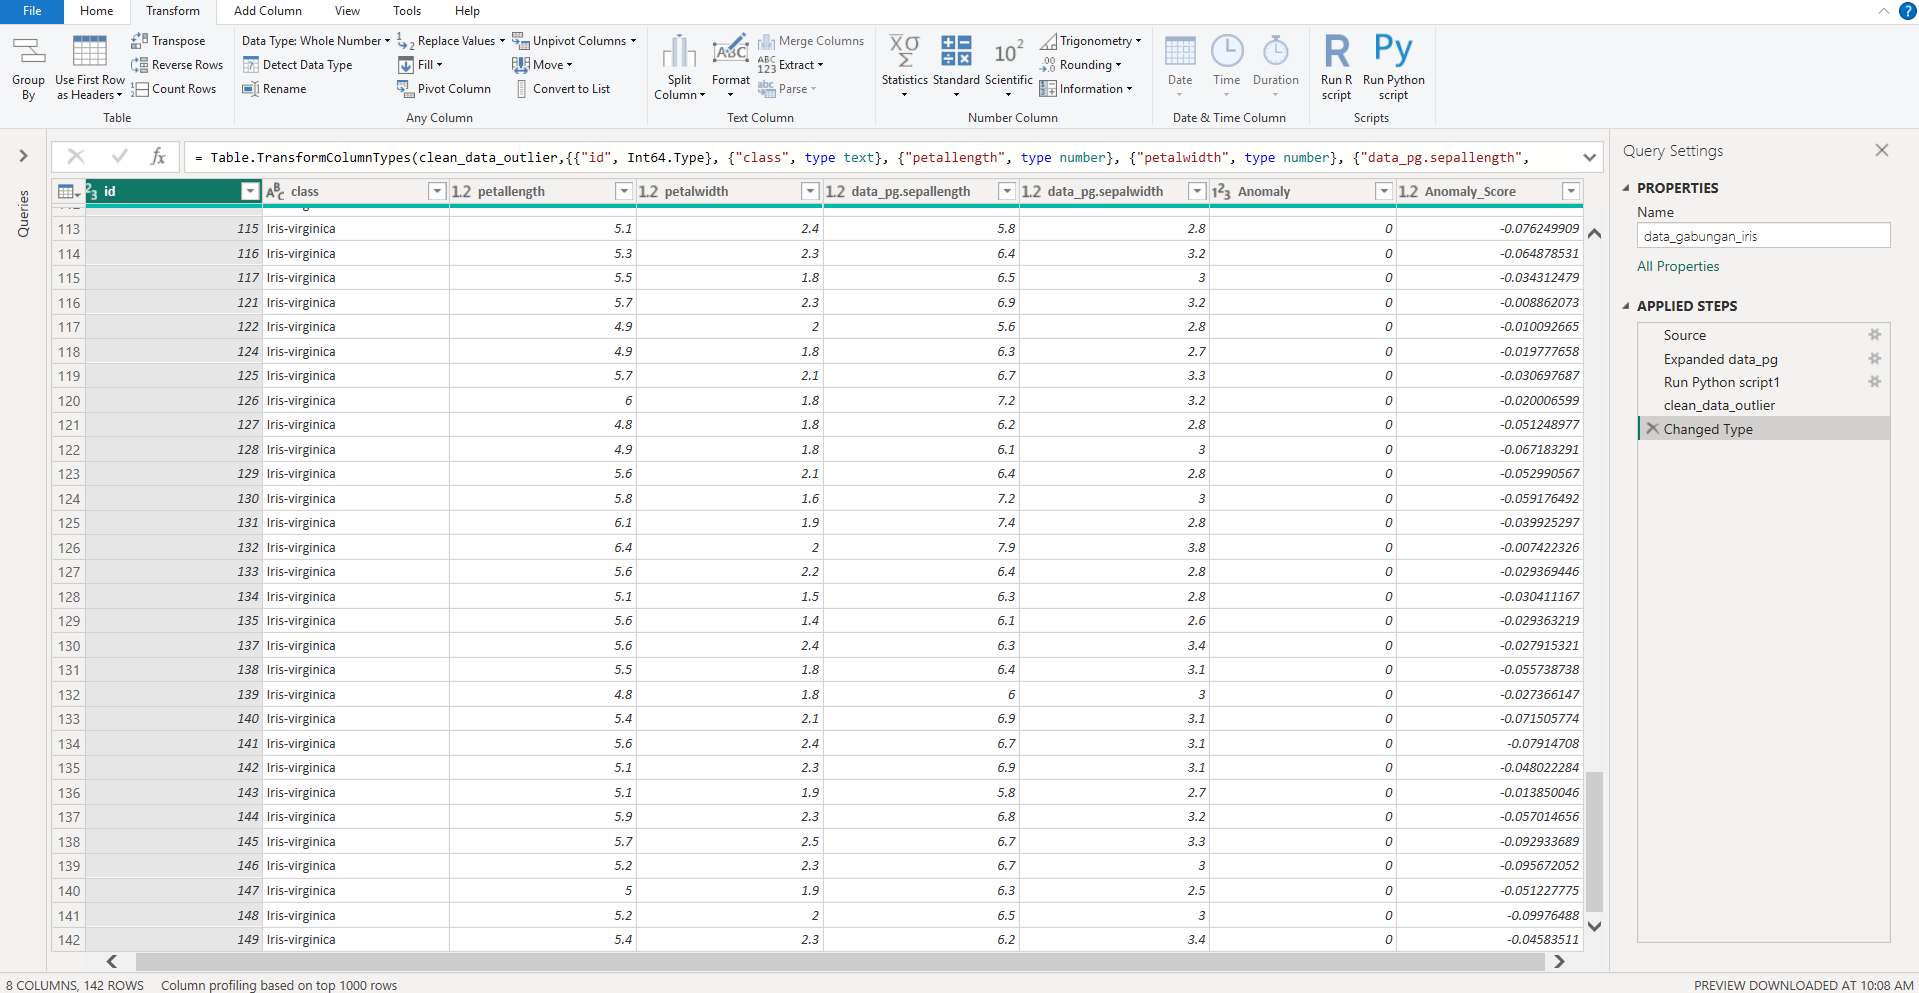 File Home Transform Add Column View Tools Help
Group By
Use First Row as Headers
Transpose
Reverse Rows
Count Rows
Table
Data Type: Whole Number
Detect Data Type
Rename
Replace Values
Fill
Pivot Column
Unpivot Columns
Move
Convert to List
Any Column
Split Column
Format
Merge Columns
Extract
Parse
Text Column
Statistics
Standard
Scientific
Trigonometry
Rounding
Information
Number Column
Date
Time
Duration
Date & Time Column
Run R script
Run Python script
Scripts
Queries
= Table.TransformColumnTypes(clean_data_outlier,{{"id", Int64.Type}, {"class", type text}, {"petallength", type number}, {"petalwidth", type number}, {"data_pg.sepallength",
id class petallength petalwidth data_pg.sepallength data_pg.sepalwidth Anomaly Anomaly_Score
113 115 Iris-virginica 5.1 2.4 5.8 2.8 0 -0.076249909
114 116 Iris-virginica 5.3 2.3 6.4 3.2 0 -0.064878531
115 117 Iris-virginica 5.5 1.8 6.5 3 0 -0.034312479
116 121 Iris-virginica 5.7 2.3 6.9 3.2 0 -0.008862073
117 122 Iris-virginica 4.9 2 5.6 2.8 0 -0.010092665
118 124 Iris-virginica 4.9 1.8 6.3 2.7 0 -0.019777658
119 125 Iris-virginica 5.7 2.1 6.7 3.3 0 -0.030697687
120 126 Iris-virginica 6 1.8 7.2 3.2 0 -0.020006599
121 127 Iris-virginica 4.8 1.8 6.2 2.8 0 -0.051248977
122 128 Iris-virginica 4.9 1.8 6.1 3 0 -0.067183291
123 129 Iris-virginica 5.6 2.1 6.4 2.8 0 -0.052990567
124 130 Iris-virginica 5.8 1.6 7.2 3 0 -0.059176492
125 131 Iris-virginica 6.1 1.9 7.4 2.8 0 -0.039925297
126 132 Iris-virginica 6.4 2 7.9 3.8 0 -0.007422326
127 133 Iris-virginica 5.6 2.2 6.4 2.8 0 -0.029369446
128 134 Iris-virginica 5.1 1.5 6.3 2.8 0 -0.030411167
129 135 Iris-virginica 5.6 1.4 6.1 2.6 0 -0.029363219
130 137 Iris-virginica 5.6 2.4 6.3 3.4 0 -0.027915321
131 138 Iris-virginica 5.5 1.8 6.4 3.1 0 -0.055738738
132 139 Iris-virginica 4.8 1.8 6 3 0 -0.027366147
133 140 Iris-virginica 5.4 2.1 6.9 3.1 0 -0.071505774
134 141 Iris-virginica 5.6 2.4 6.7 3.1 0 -0.07914708
135 142 Iris-virginica 5.1 2.3 6.9 3.1 0 -0.048022284
136 143 Iris-virginica 5.1 1.9 5.8 2.7 0 -0.013850046
137 144 Iris-virginica 5.9 2.3 6.8 3.2 0 -0.057014656
138 145 Iris-virginica 5.7 2.5 6.7 3.3 0 -0.092933689
139 146 Iris-virginica 5.2 2.3 6.7 3 0 -0.095672052
140 147 Iris-virginica 5 1.9 6.3 2.5 0 -0.051227775
141 148 Iris-virginica 5.2 2 6.5 3 0 -0.09976488
142 149 Iris-virginica 5.4 2.3 6.2 3.4 0 -0.04583511
Query Settings
PROPERTIES
Name
data_gabungan_iris
All Properties
APPLIED STEPS
Source
Expanded data_pg
Run Python script1
clean_data_outlier
Changed Type
8 COLUMNS, 142 ROWS Column profiling based on top 1000 rows
PREVIEW DOWNLOADED AT 10:08 AM